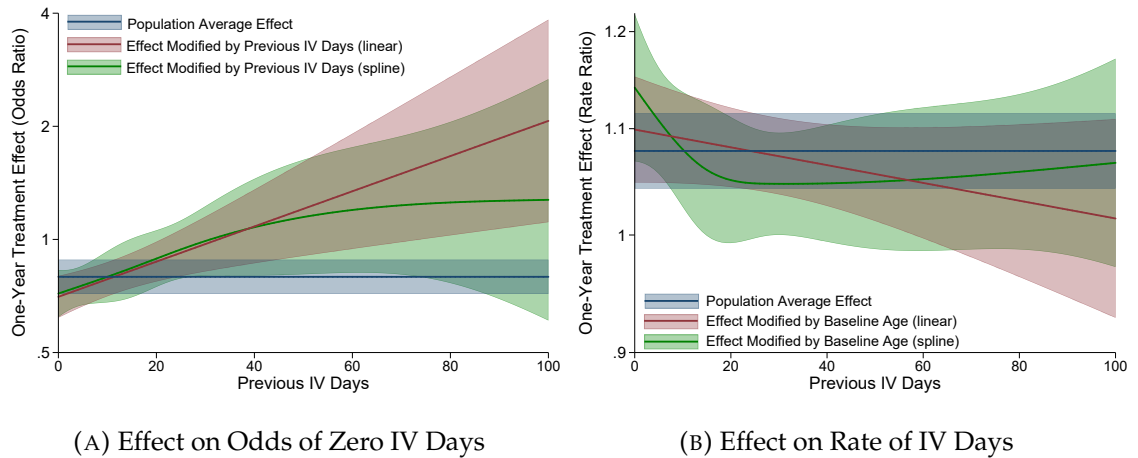 One-Year Treatment Effect (Odds Ratio)
4
2
1
.5
Population Average Effect
Effect Modified by Previous IV Days (linear)
Effect Modified by Previous IV Days (spline)
0 20 40 60 80 100
Previous IV Days
(A) Effect on Odds of Zero IV Days
One-Year Treatment Effect (Rate Ratio)
1.2
1.1
1
.9
Population Average Effect
Effect Modified by Baseline Age (linear)
Effect Modified by Baseline Age (spline)
0 20 40 60 80 100
Previous IV Days
(B) Effect on Rate of IV Days